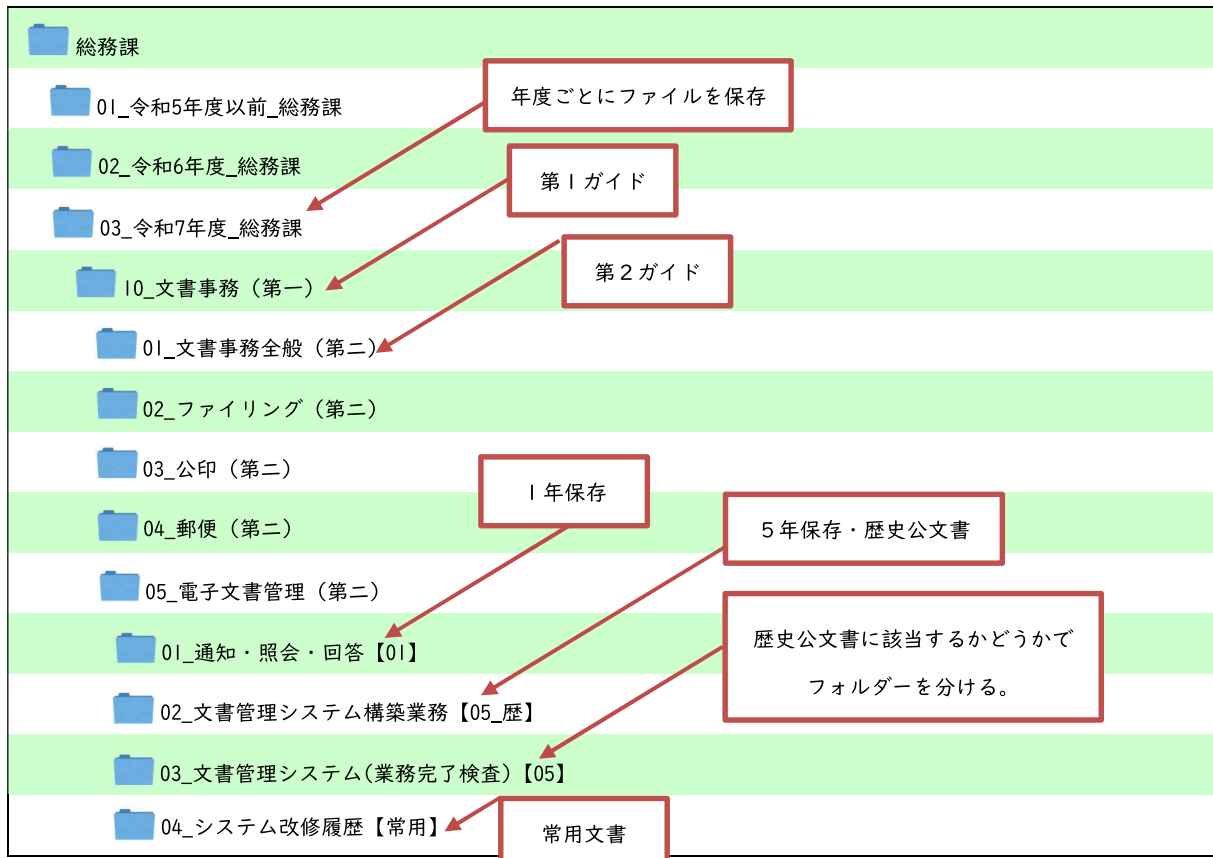 総務課
年度ごとにファイルを保存
01_令和5年度以前_総務課
02_令和6年度_総務課
第1ガイド
03_令和7年度_総務課
第2ガイド
10_文書事務（第一）
01_文書事務全般（第二）
02_ファイリング（第二）
03_公印（第二）
1年保存
04_郵便（第二）
5年保存・歴史公文書
05_電子文書管理（第二）
歴史公文書に該当するかどうかで
フォルダーを分ける。
01_通知・照会・回答【01】
02_文書管理システム構築業務【05_歴】
03_文書管理システム(業務完了検査)【05】
04_システム改修履歴【常用】
常用文書